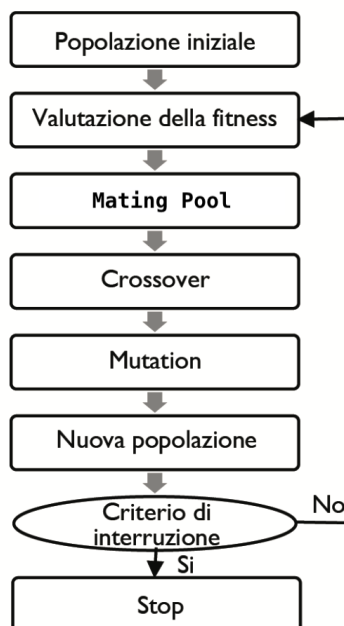 Popolazione iniziale
Valutazione della fitness
Mating Pool
Crossover
Mutation
Nuova popolazione
Criterio di
interruzione
No
Si
Stop